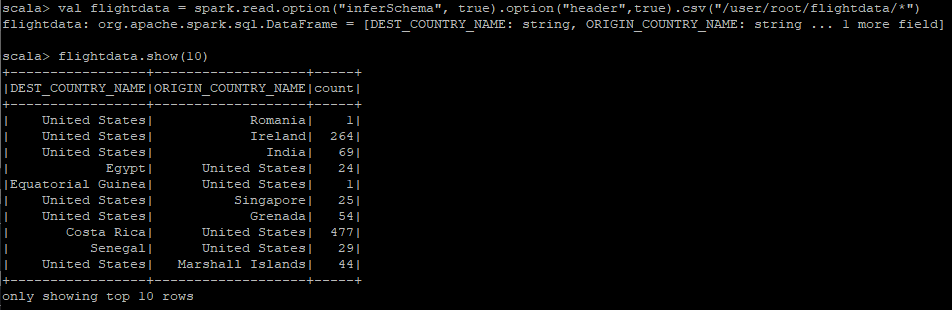 scala> val flightdata = spark.read.option("inferSchema", true).option("header",true).csv("/user/root/flightdata/*")
flightdata: org.apache.spark.sql.DataFrame = [DEST_COUNTRY_NAME: string, ORIGIN_COUNTRY_NAME: string ... 1 more field]

scala> flightdata.show(10)
+-----------------+-------------------+-----+
|DEST_COUNTRY_NAME|ORIGIN_COUNTRY_NAME|count|
+-----------------+-------------------+-----+
|    United States|            Romania|    1|
|    United States|            Ireland|  264|
|    United States|              India|   69|
|            Egypt|      United States|   24|
|Equatorial Guinea|      United States|    1|
|    United States|          Singapore|   25|
|    United States|            Grenada|   54|
|       Costa Rica|      United States|  477|
|          Senegal|      United States|   29|
|    United States|   Marshall Islands|   44|
+-----------------+-------------------+-----+
only showing top 10 rows